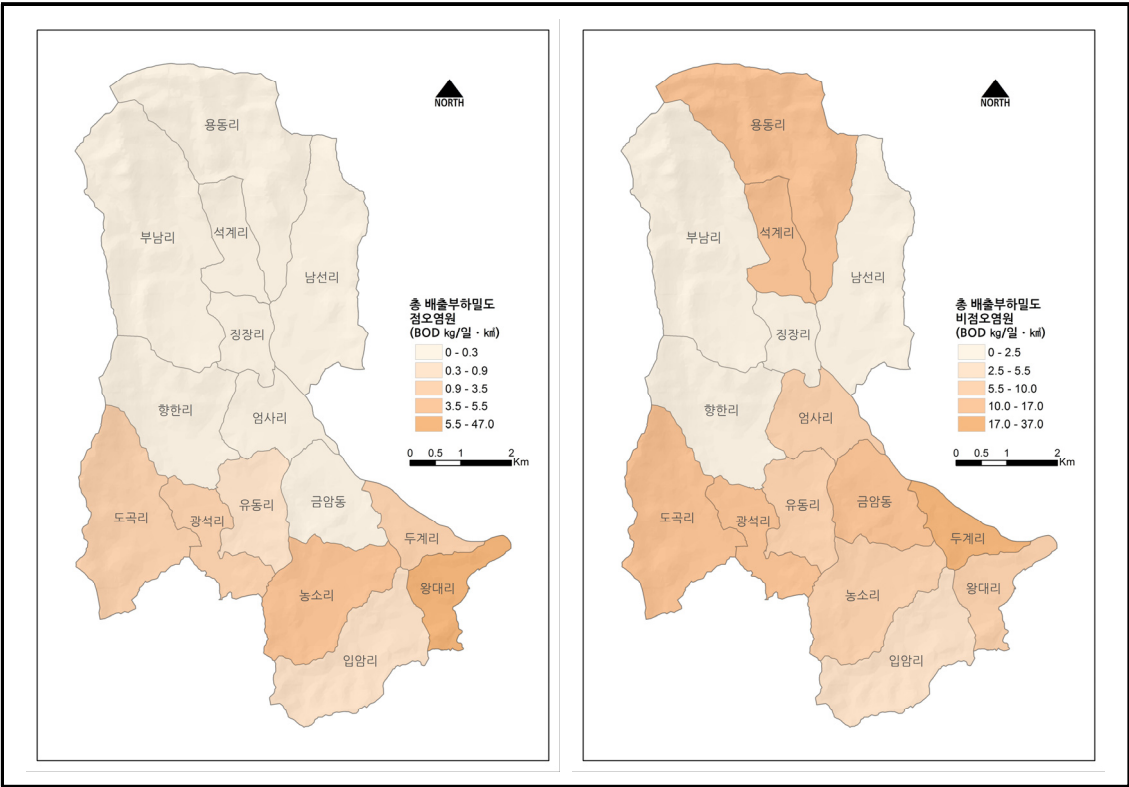 NORTH
용동리
부남리
석계리
남선리
징장리
향한리
엄사리
도곡리
광석리
유동리
금암동
두계리
농소리
왕대리
입암리
총 배출부하밀도
점오염원
(BOD kg/일 · ㎢)
0 - 0.3
0.3 - 0.9
0.9 - 3.5
3.5 - 5.5
5.5 - 47.0
0 0.5 1 2
Km
NORTH
용동리
부남리
석계리
남선리
징장리
향한리
엄사리
도곡리
광석리
유동리
금암동
두계리
농소리
왕대리
입암리
총 배출부하밀도
비점오염원
(BOD kg/일 · ㎢)
0 - 2.5
2.5 - 5.5
5.5 - 10.0
10.0 - 17.0
17.0 - 37.0
0 0.5 1 2
Km